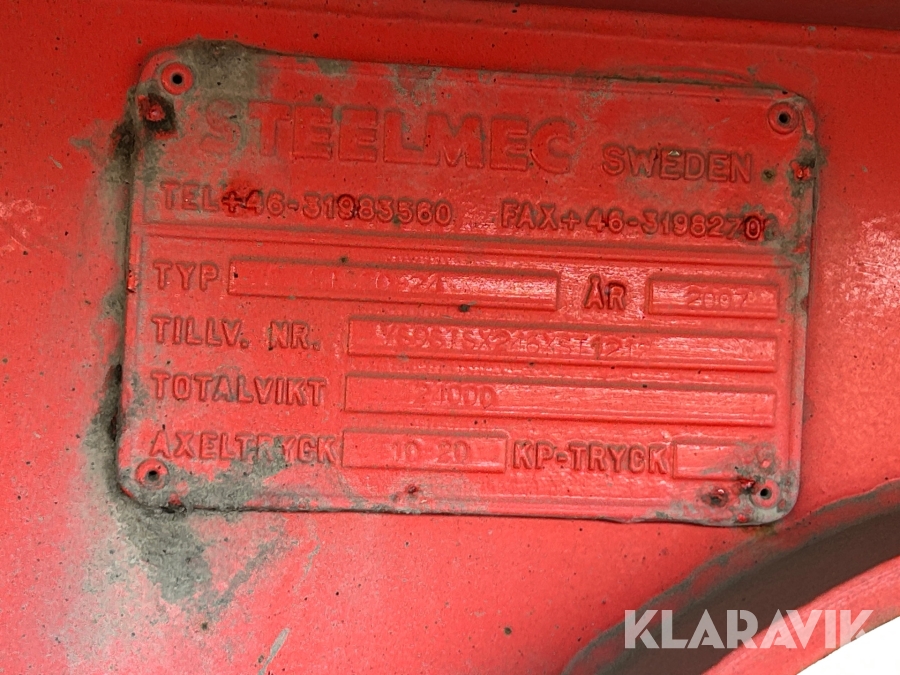 STEELMEC SWEDEN
TEL+46-31983560 FAX+46-3198270
TYP ÅR 2007
TILLV. NR.
TOTALVIKT 21000
AXELTRYCK 10 20 KP-TRYCK
KLARAVIK